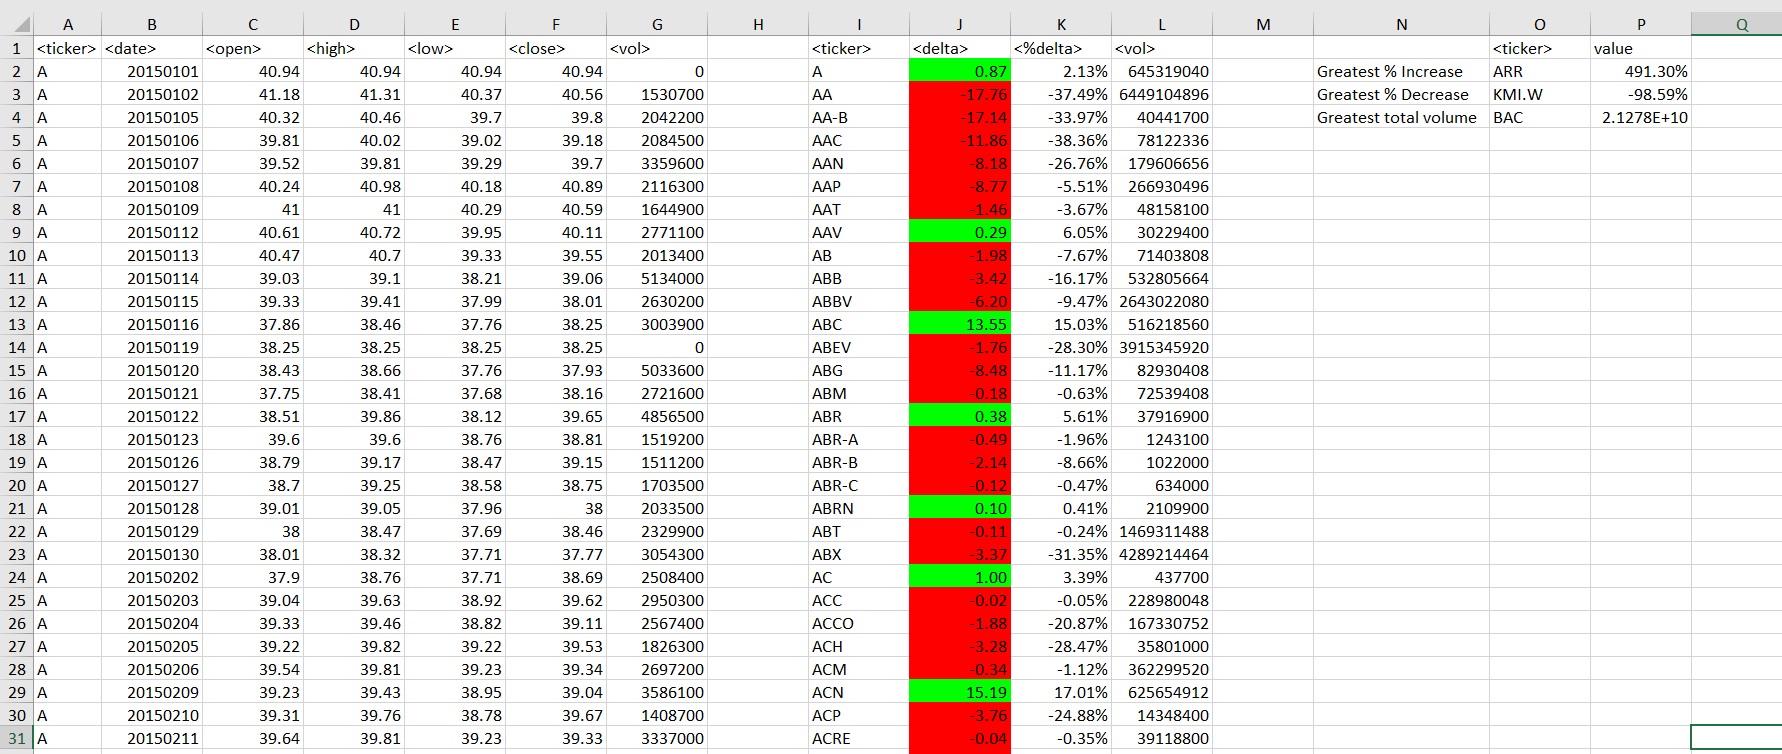 A B C D E F G H I J K L M N O P Q
1 <ticker> <date> <open> <high> <low> <close> <vol> <ticker> <delta> <%delta> <vol> <ticker> value
2 A 20150101 40.94 40.94 40.94 40.94 0 A 0.87 2.13% 645319040 Greatest % Increase ARR 491.30%
3 A 20150102 41.18 41.31 40.37 40.56 1530700 AA -17.76 -37.49% 6449104896 Greatest % Decrease KMI.W -98.59%
4 A 20150105 40.32 40.46 39.7 39.8 2042200 AA-B -17.14 -33.97% 40441700 Greatest total volume BAC 2.1278E+10
5 A 20150106 39.81 40.02 39.02 39.18 2084500 AAC -11.86 -38.36% 78122336
6 A 20150107 39.52 39.81 39.29 39.7 3359600 AAN -8.18 -26.76% 179606656
7 A 20150108 40.24 40.98 40.18 40.89 2116300 AAP -8.77 -5.51% 266930496
8 A 20150109 41 41 40.29 40.59 1644900 AAT -1.46 -3.67% 48158100
9 A 20150112 40.61 40.72 39.95 40.11 2771100 AAV 0.29 6.05% 30229400
10 A 20150113 40.47 40.7 39.33 39.55 2013400 AB -1.98 -7.67% 71403808
11 A 20150114 39.03 39.1 38.21 39.06 5134000 ABB -3.42 -16.17% 532805664
12 A 20150115 39.33 39.41 37.99 38.01 2630200 ABBV -6.20 -9.47% 2643022080
13 A 20150116 37.86 38.46 37.76 38.25 3003900 ABC 13.55 15.03% 516218560
14 A 20150119 38.25 38.25 38.25 38.25 0 ABEV -1.76 -28.30% 3915345920
15 A 20150120 38.43 38.66 37.76 37.93 5033600 ABG -8.48 -11.17% 82930408
16 A 20150121 37.75 38.41 37.68 38.16 2721600 ABM -0.18 -0.63% 72539408
17 A 20150122 38.51 39.86 38.12 39.65 4856500 ABR 0.38 5.61% 37916900
18 A 20150123 39.6 39.6 38.76 38.81 1519200 ABR-A -0.49 -1.96% 1243100
19 A 20150126 38.79 39.17 38.47 39.15 1511200 ABR-B -2.14 -8.66% 1022000
20 A 20150127 38.7 39.25 38.58 38.75 1703500 ABR-C -0.12 -0.47% 634000
21 A 20150128 39.01 39.05 37.96 38 2033500 ABRN 0.10 0.41% 2109900
22 A 20150129 38 38.47 37.69 38.46 2329900 ABT -0.11 -0.24% 1469311488
23 A 20150130 38.01 38.32 37.71 37.77 3054300 ABX -3.37 -31.35% 4289214464
24 A 20150202 37.9 38.76 37.71 38.69 2508400 AC 1.00 3.39% 437700
25 A 20150203 39.04 39.63 38.92 39.62 2950300 ACC -0.02 -0.05% 228980048
26 A 20150204 39.33 39.46 38.82 39.11 2567400 ACCO -1.88 -20.87% 167330752
27 A 20150205 39.22 39.82 39.22 39.53 1826300 ACH -3.28 -28.47% 35801000
28 A 20150206 39.54 39.81 39.23 39.34 2697200 ACM -0.34 -1.12% 362299520
29 A 20150209 39.23 39.43 38.95 39.04 3586100 ACN 15.19 17.01% 625654912
30 A 20150210 39.31 39.76 38.78 39.67 1408700 ACP -3.76 -24.88% 14348400
31 A 20150211 39.64 39.81 39.23 39.33 3337000 ACRE -0.04 -0.35% 39118800